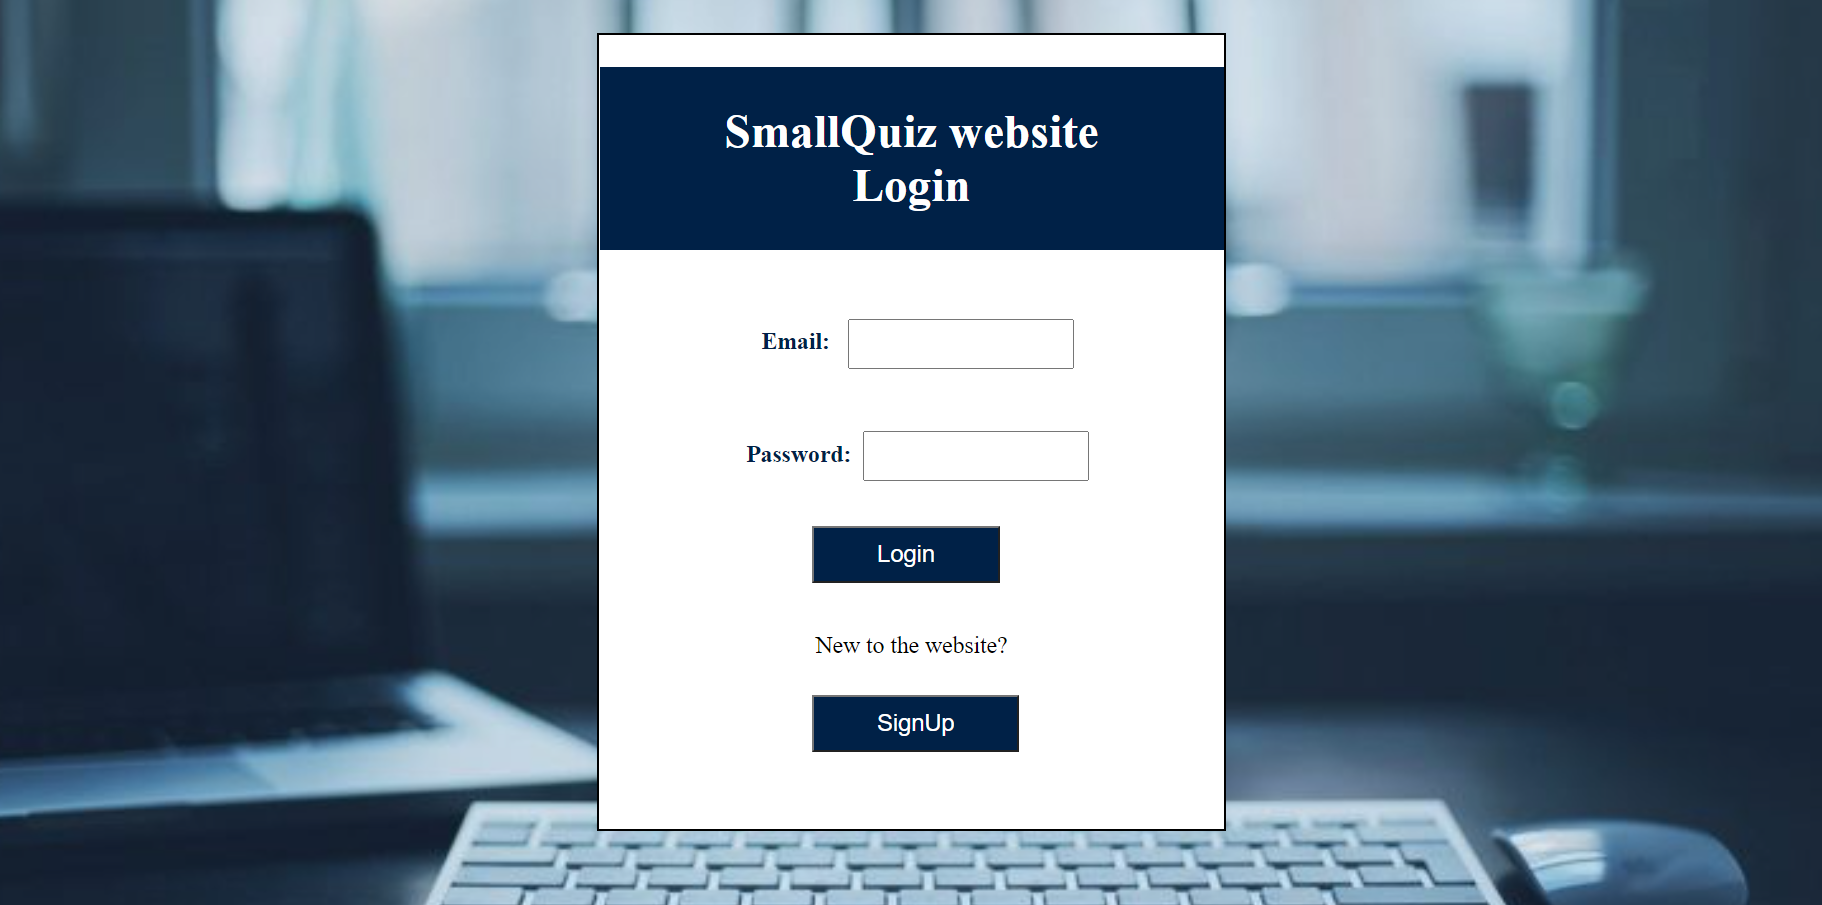 SmallQuiz website
Login
Email:
Password:
Login
New to the website?
SignUp